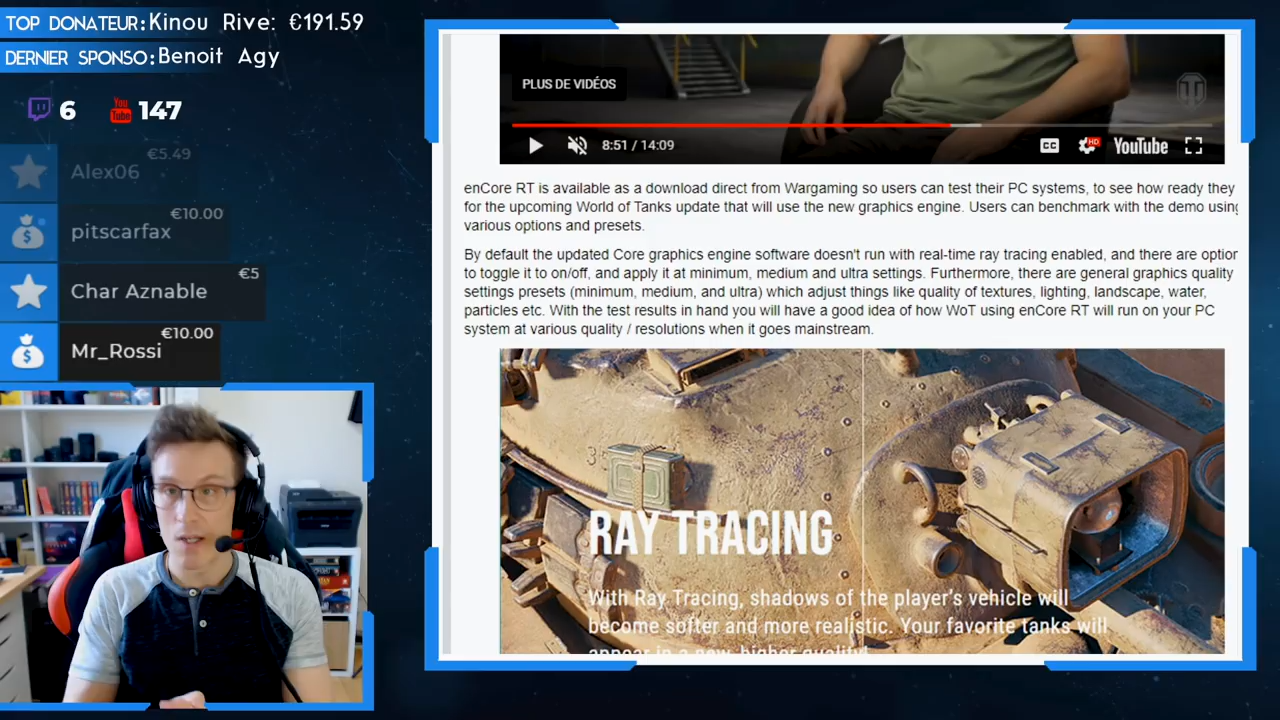 TOP DONATEUR:Kinou Rive: €191.59
DERNIER SPONSO:Benoit Agy
6
You
Tube
147
Alex06 €5.49
pitscarfax €10.00
Char Aznable €5
Mr_Rossi €10.00
PLUS DE VIDÉOS
8:51 / 14:09
CC
HD
YouTube
enCore RT is available as a download direct from Wargaming so users can test their PC systems, to see how ready they
for the upcoming World of Tanks update that will use the new graphics engine. Users can benchmark with the demo using
various options and presets.
By default the updated Core graphics engine software doesn't run with real-time ray tracing enabled, and there are option
to toggle it to on/off, and apply it at minimum, medium and ultra settings. Furthermore, there are general graphics quality
settings presets (minimum, medium, and ultra) which adjust things like quality of textures, lighting, landscape, water,
particles etc. With the test results in hand you will have a good idea of how WoT using enCore RT will run on your PC
system at various quality / resolutions when it goes mainstream.
RAY TRACING
With Ray Tracing, shadows of the player's vehicle will
become softer and more realistic. Your favorite tanks will
appear in a new, higher quality!